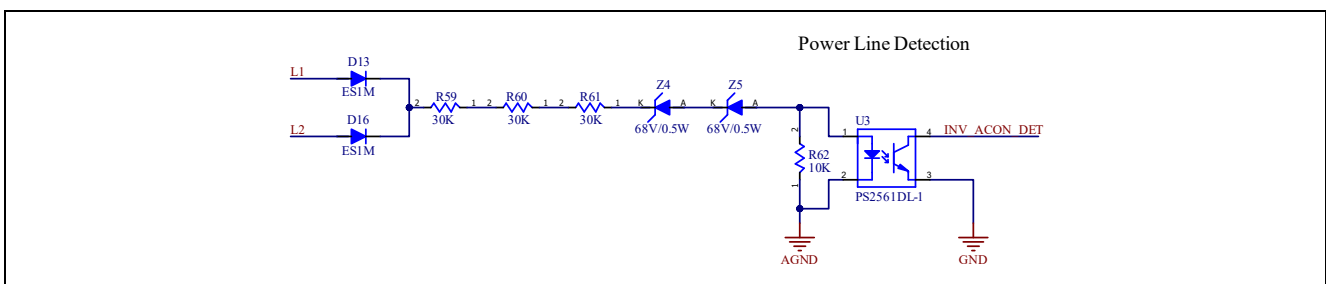 Power Line Detection
L1
D13
ES1M
L2
D16
ES1M
2 R59 1
30K
2 R60 1
30K
2 R61 1
30K
Z4
K A
68V/0.5W
Z5
K A
68V/0.5W
2
R62
10K
1
U3
1
2
4
3
PS2561DL-1
INV_ACON_DET
AGND
GND